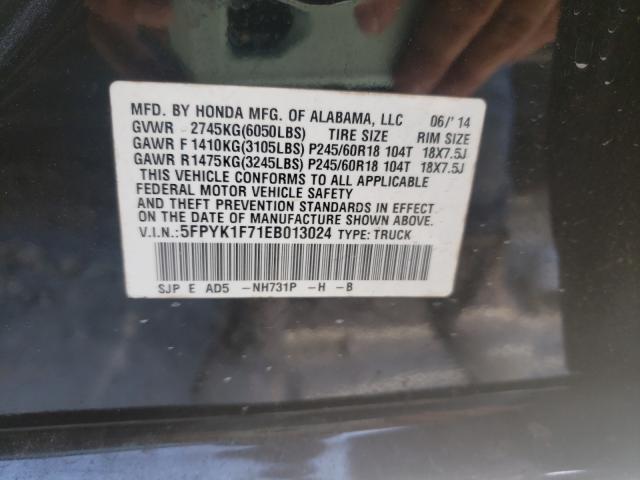 MFD. BY HONDA MFG. OF ALABAMA, LLC 06/'14
GVWR 2745KG(6050LBS) TIRE SIZE RIM SIZE
GAWR F 1410KG(3105LBS) P245/60R18 104T 18X7.5J
GAWR R 1475KG(3245LBS) P245/60R18 104T 18X7.5J
THIS VEHICLE CONFORMS TO ALL APPLICABLE
FEDERAL MOTOR VEHICLE SAFETY
AND THEFT PREVENTION STANDARDS IN EFFECT
ON THE DATE OF MANUFACTURE SHOWN ABOVE.
V.I.N.:5FPYK1F71EB013024 TYPE: TRUCK
SJP E AD5 -NH731P -H -B